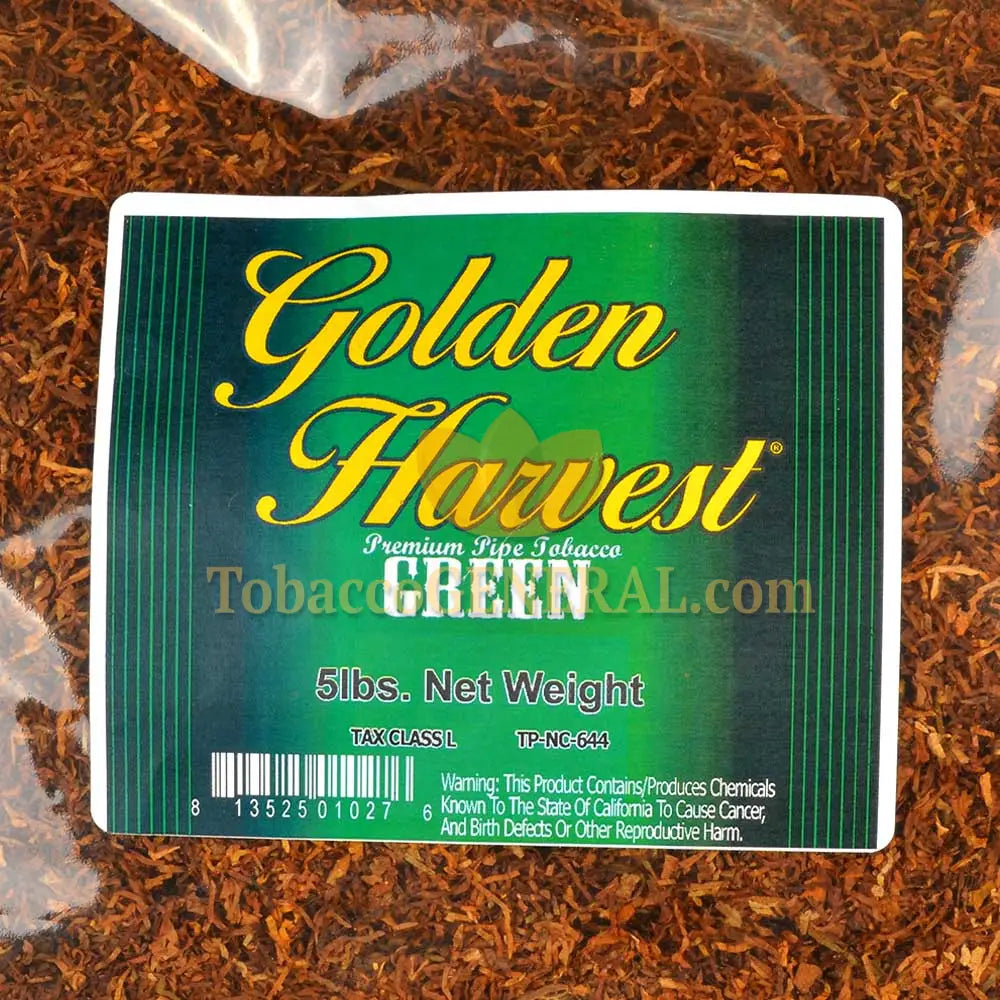 Golden
Harvest®
Premium Pipe Tobacco
GREEN
TobaccoGENERAL.com
5lbs. Net Weight
TAX CLASS L TP-NC-644
8 13525 01027 6
Warning: This Product Contains/Produces Chemicals
Known To The State Of California To Cause Cancer,
And Birth Defects Or Other Reproductive Harm.